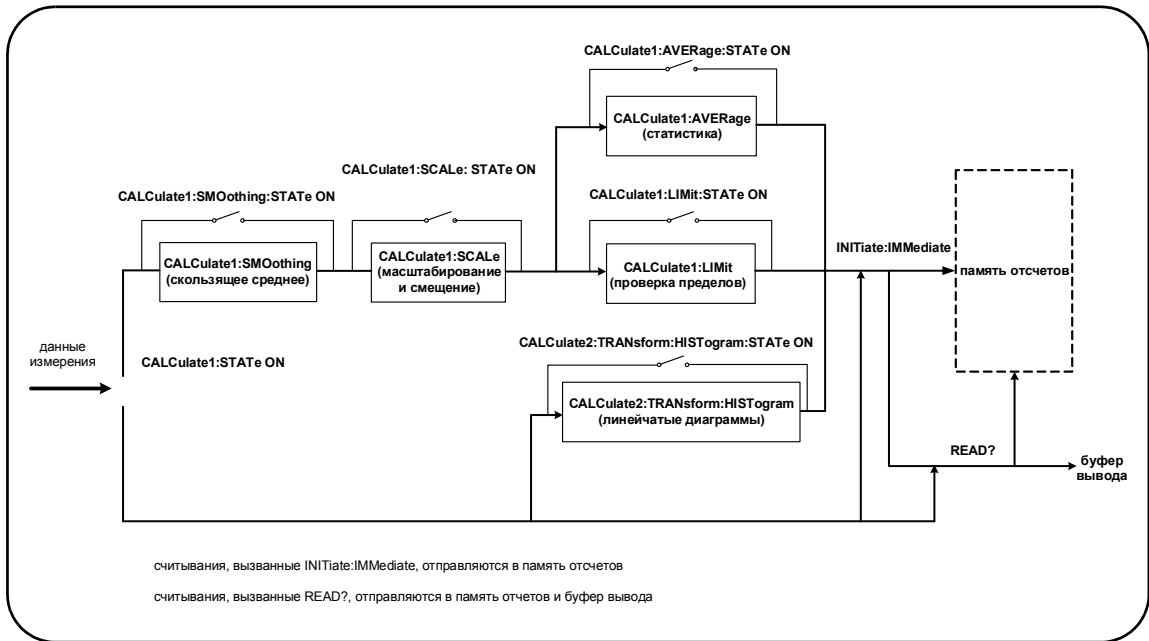 CALCulate1:AVERage:STATe ON
CALCulate1:AVERage
(статистика)
CALCulate1:SCALe: STATe ON
CALCulate1:SMOothing:STATe ON
CALCulate1:LIMit:STATe ON
CALCulate1:SMOothing
(скользящее среднее)
CALCulate1:SCALe
(масштабирование
и смещение)
CALCulate1:LIMit
(проверка пределов)
INITiate:IMMediate
память отсчетов
данные
измерения
CALCulate1:STATe ON
CALCulate2:TRANsform:HISTogram:STATe ON
CALCulate2:TRANsform:HISTogram
(линейчатые диаграммы)
READ?
буфер
вывода
считывания, вызванные INITiate:IMMediate, отправляются в память отсчетов
считывания, вызванные READ?, отправляются в память отчетов и буфер вывода